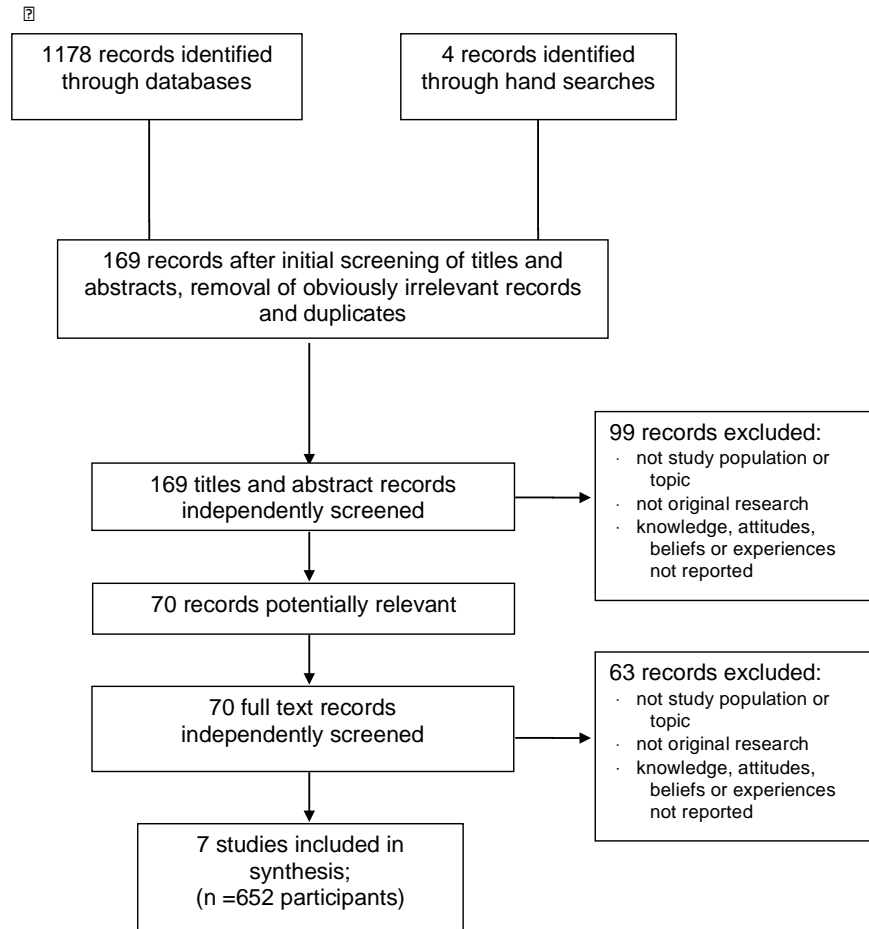 1178 records identified
through databases
4 records identified
through hand searches
169 records after initial screening of titles and
abstracts, removal of obviously irrelevant records
and duplicates
169 titles and abstract records
independently screened
99 records excluded:
· not study population or
topic
· not original research
· knowledge, attitudes,
beliefs or experiences
not reported
70 records potentially relevant
70 full text records
independently screened
63 records excluded:
· not study population or
topic
· not original research
· knowledge, attitudes,
beliefs or experiences
not reported
7 studies included in
synthesis;
(n =652 participants)